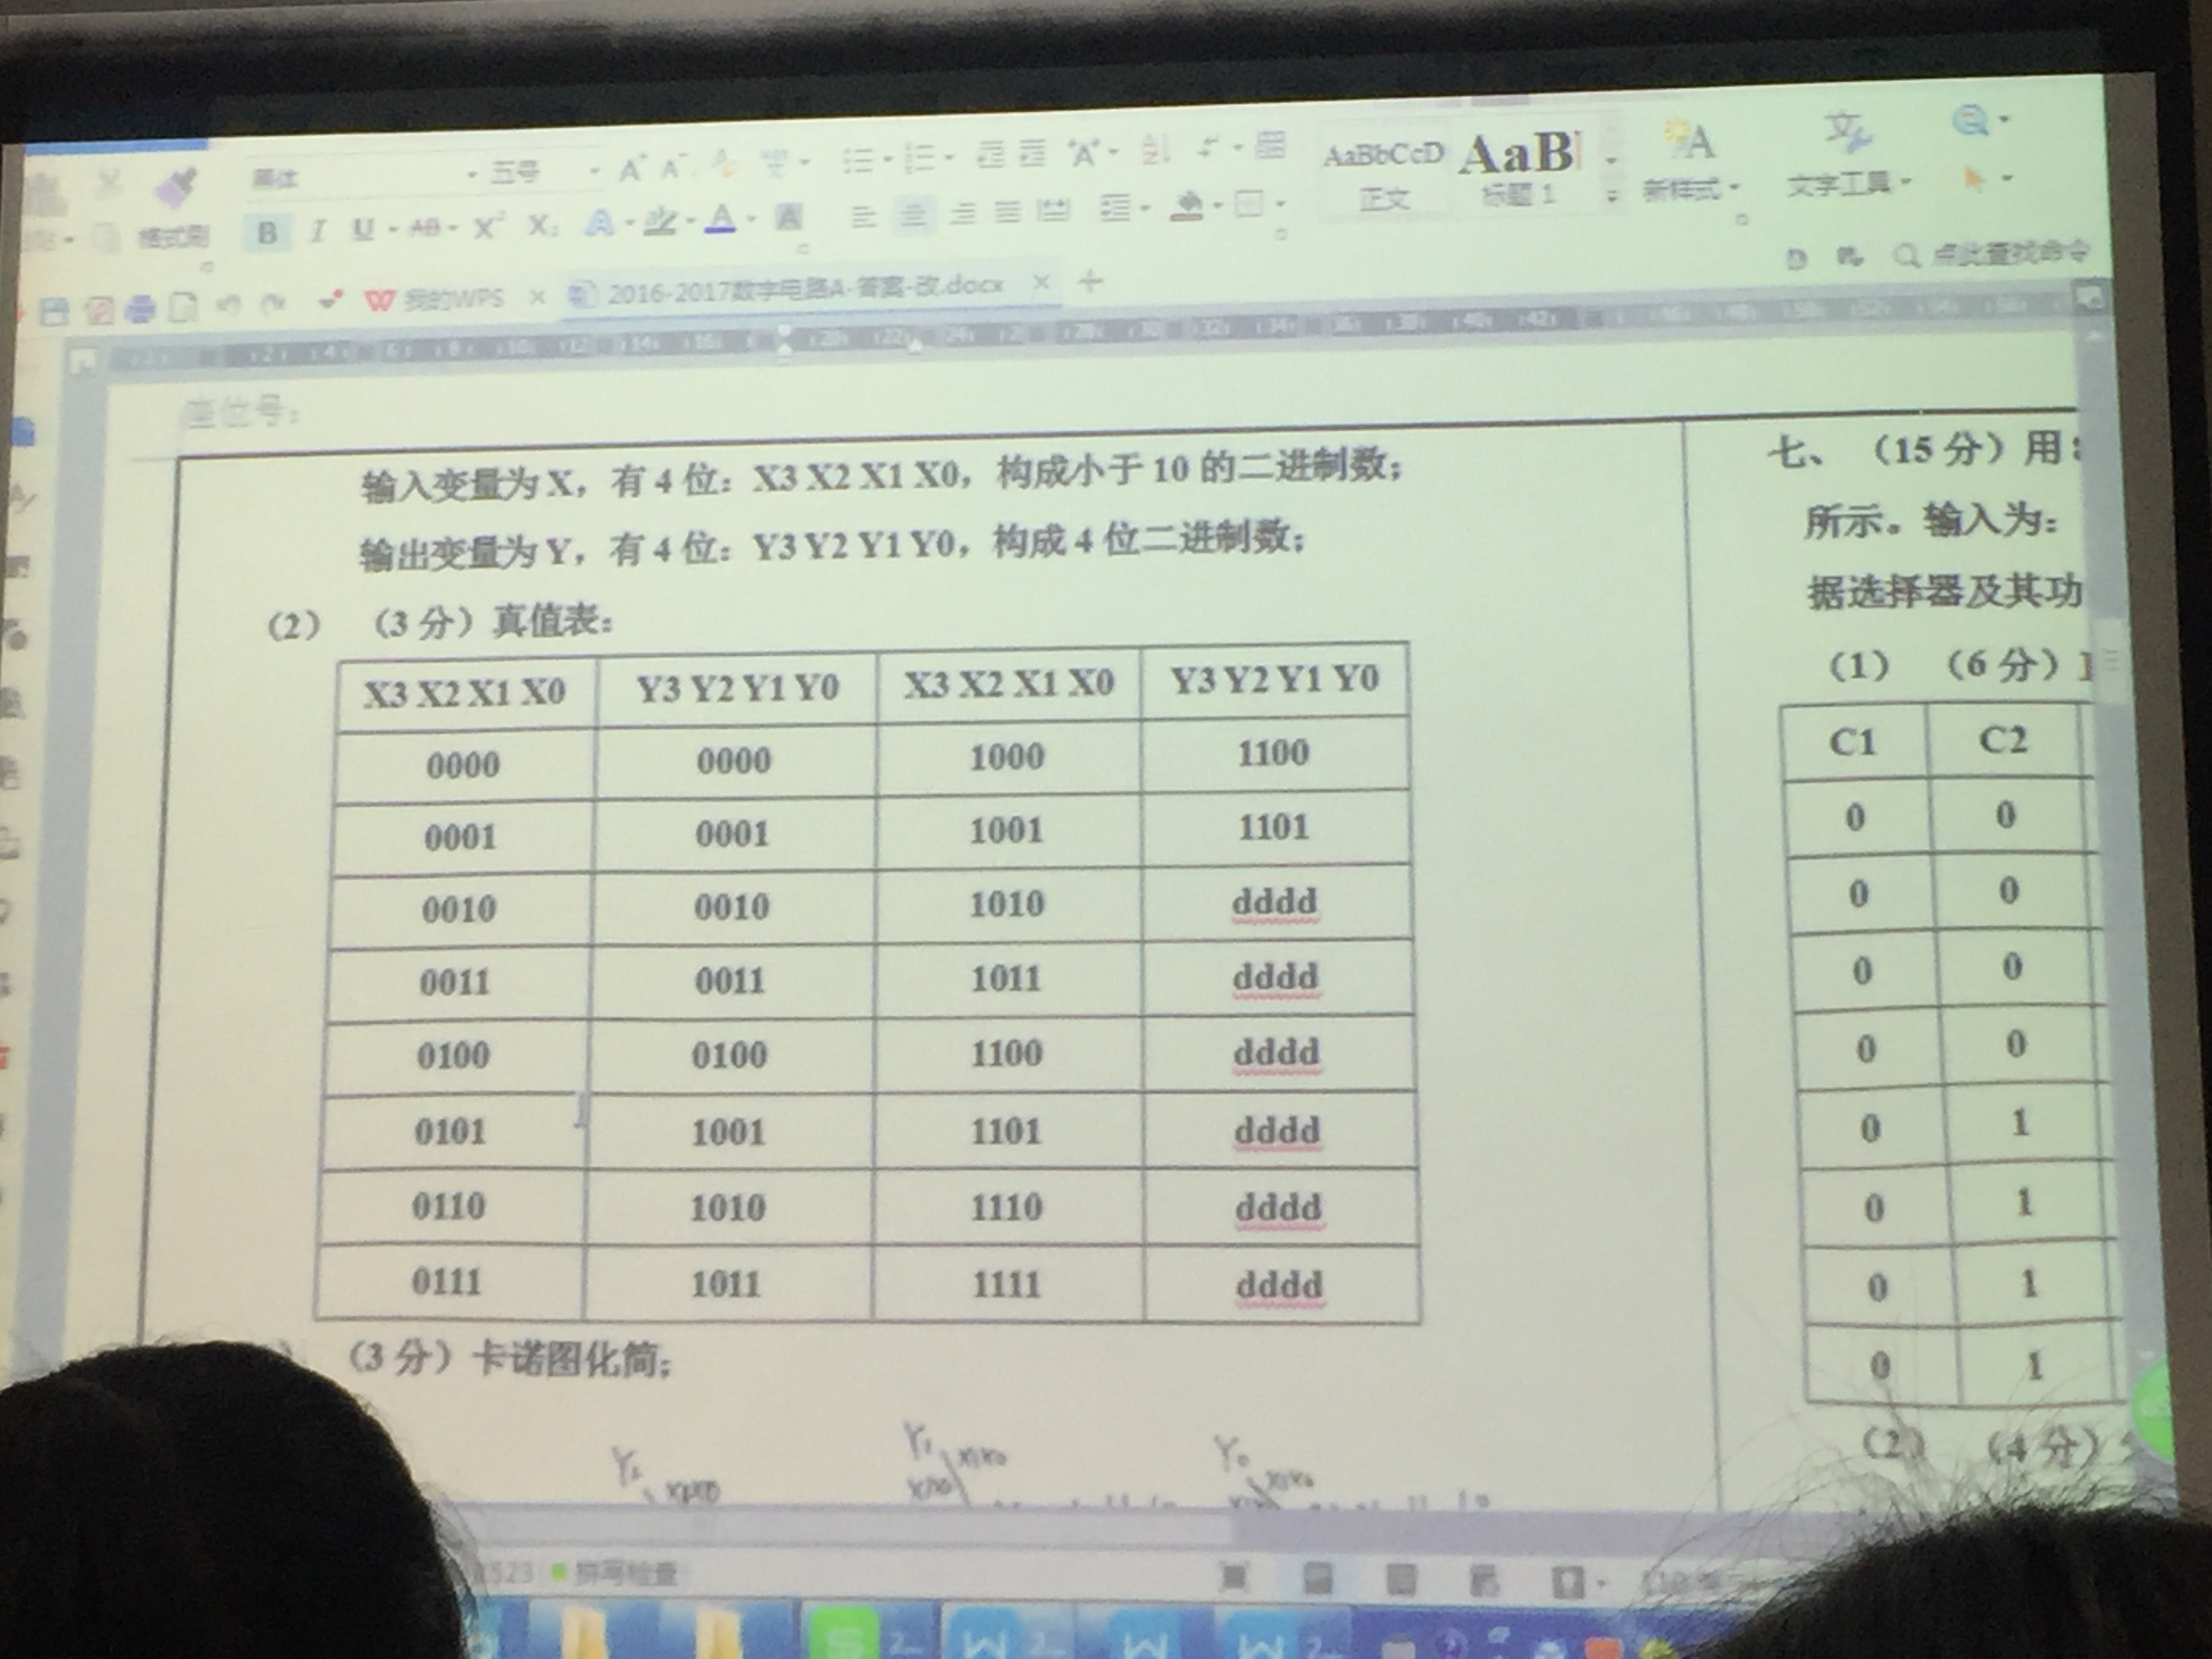 黑体 五号 A+ A- AaBbCcD AaB 新样式 文字工具
格式刷 B I U AB X² X₂ A A A 正文 标题 1
点此查找命令
我的WPS × 2016-2017数字电路A-答案-改.docx × +
座位号:
输入变量为 X，有 4 位：X3 X2 X1 X0，构成小于 10 的二进制数；
输出变量为 Y，有 4 位：Y3 Y2 Y1 Y0，构成 4 位二进制数；
（2） （3 分）真值表：
X3 X2 X1 X0 Y3 Y2 Y1 Y0 X3 X2 X1 X0 Y3 Y2 Y1 Y0
0000 0000 1000 1100
0001 0001 1001 1101
0010 0010 1010 dddd
0011 0011 1011 dddd
0100 0100 1100 dddd
0101 1001 1101 dddd
0110 1010 1110 dddd
0111 1011 1111 dddd
（3 分）卡诺图化简；
Y₁ X1X0
Y₀ X1X0
七、（15 分）用
所示。输入为：
据选择器及其功
（1） （6 分）
C1 C2
0 0
0 0
0 0
0 0
0 1
0 1
0 1
0 1
（2） （4 分）
523 拼写检查